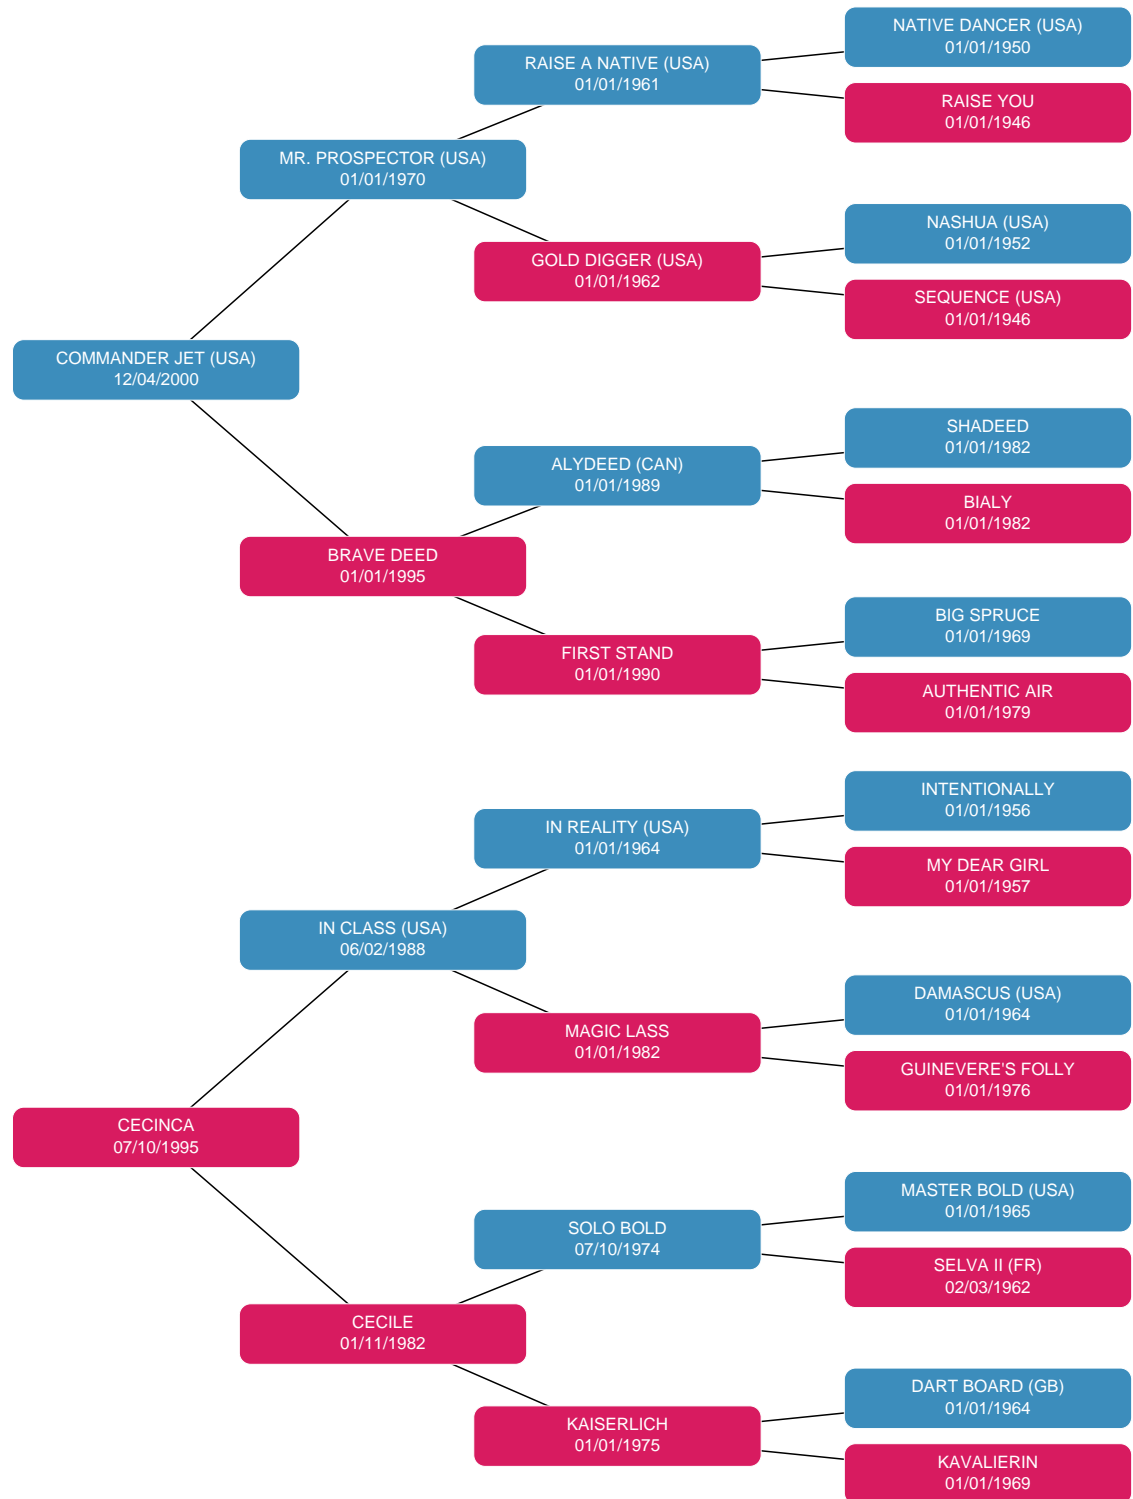 NATIVE DANCER (USA)
01/01/1950
RAISE A NATIVE (USA)
01/01/1961
RAISE YOU
01/01/1946
MR. PROSPECTOR (USA)
01/01/1970
NASHUA (USA)
01/01/1952
GOLD DIGGER (USA)
01/01/1962
SEQUENCE (USA)
01/01/1946
COMMANDER JET (USA)
12/04/2000
SHADEED
01/01/1982
ALYDEED (CAN)
01/01/1989
BIALY
01/01/1982
BRAVE DEED
01/01/1995
BIG SPRUCE
01/01/1969
FIRST STAND
01/01/1990
AUTHENTIC AIR
01/01/1979
INTENTIONALLY
01/01/1956
IN REALITY (USA)
01/01/1964
MY DEAR GIRL
01/01/1957
IN CLASS (USA)
06/02/1988
DAMASCUS (USA)
01/01/1964
MAGIC LASS
01/01/1982
GUINEVERE'S FOLLY
01/01/1976
CECINCA
07/10/1995
MASTER BOLD (USA)
01/01/1965
SOLO BOLD
07/10/1974
SELVA II (FR)
02/03/1962
CECILE
01/11/1982
DART BOARD (GB)
01/01/1964
KAISERLICH
01/01/1975
KAVALIERIN
01/01/1969